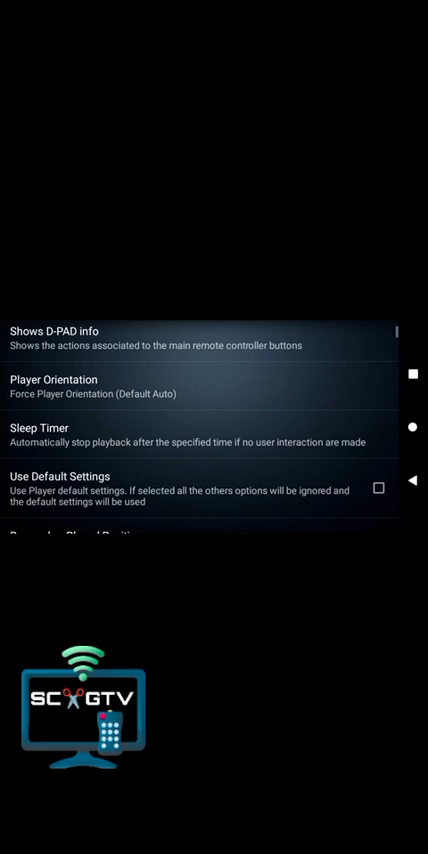 Shows D-PAD info
Shows the actions associated to the main remote controller buttons
Player Orientation
Force Player Orientation (Default Auto)
Sleep Timer
Automatically stop playback after the specified time if no user interaction are made
Use Default Settings
Use Player default settings. If selected all the others options will be ignored and
the default settings will be used
SC GTV